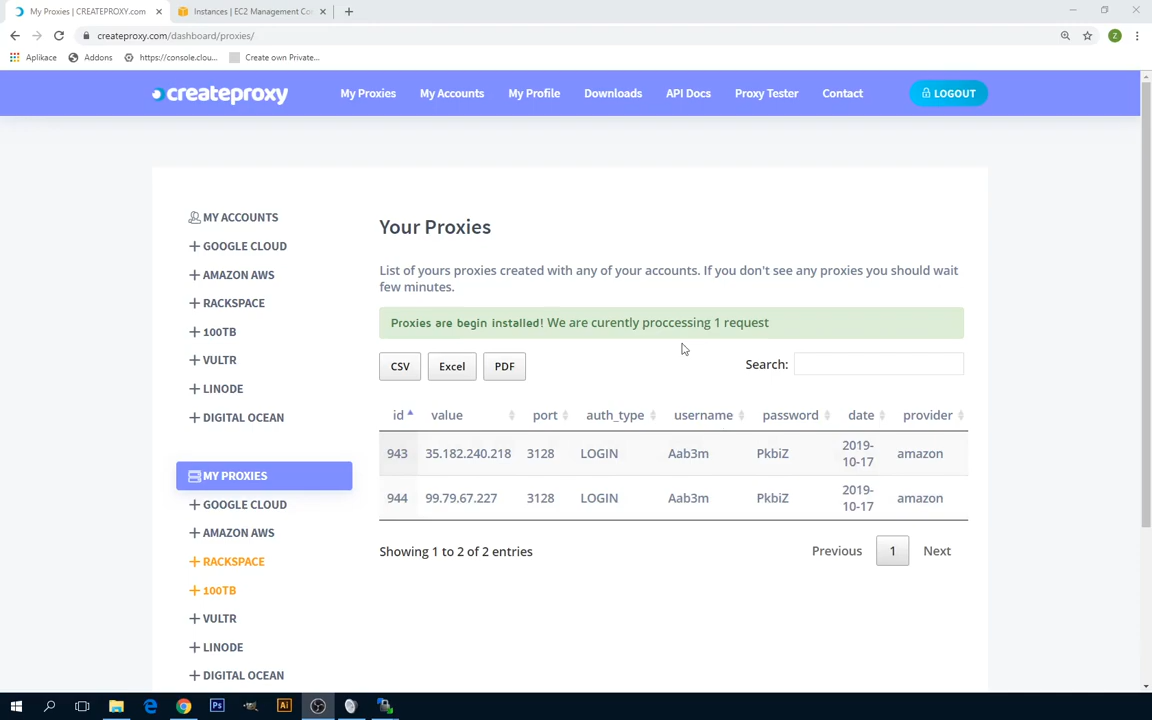 My Proxies | CREATEPROXY.com
Instances | EC2 Management Co
createproxy.com/dashboard/proxies/
Z
Aplikace
Addons
https://console.clou...
Create own Private...
createproxy
My Proxies
My Accounts
My Profile
Downloads
API Docs
Proxy Tester
Contact
LOGOUT
MY ACCOUNTS
GOOGLE CLOUD
AMAZON AWS
RACKSPACE
100TB
VULTR
LINODE
DIGITAL OCEAN
MY PROXIES
GOOGLE CLOUD
AMAZON AWS
RACKSPACE
100TB
VULTR
LINODE
DIGITAL OCEAN
Your Proxies
List of yours proxies created with any of your accounts. If you don't see any proxies you should wait
few minutes.
Proxies are begin installed! We are curently proccessing 1 request
CSV Excel PDF
Search:
id value port auth_type username password date provider
943 35.182.240.218 3128 LOGIN Aab3m PkbiZ 2019-10-17 amazon
944 99.79.67.227 3128 LOGIN Aab3m PkbiZ 2019-10-17 amazon
Showing 1 to 2 of 2 entries
Previous 1 Next
Ps
Ai